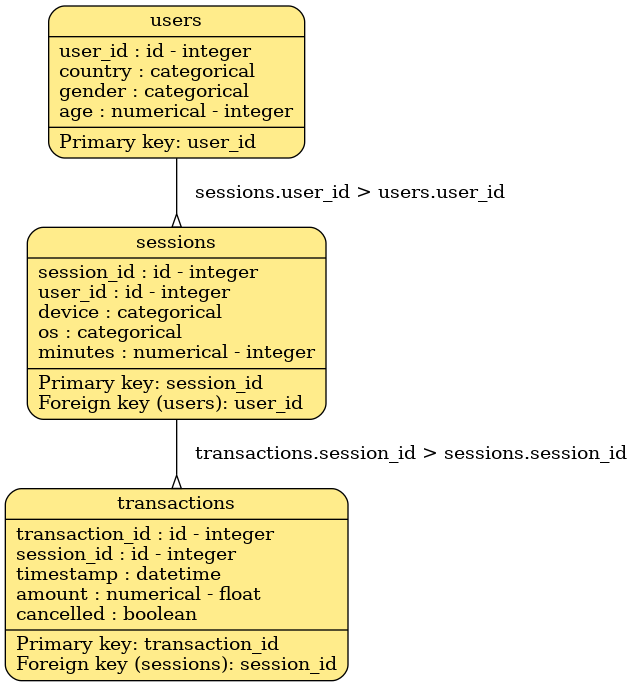 users
user_id : id - integer
country : categorical
gender : categorical
age : numerical - integer
Primary key: user_id
sessions.user_id > users.user_id
sessions
session_id : id - integer
user_id : id - integer
device : categorical
os : categorical
minutes : numerical - integer
Primary key: session_id
Foreign key (users): user_id
transactions.session_id > sessions.session_id
transactions
transaction_id : id - integer
session_id : id - integer
timestamp : datetime
amount : numerical - float
cancelled : boolean
Primary key: transaction_id
Foreign key (sessions): session_id